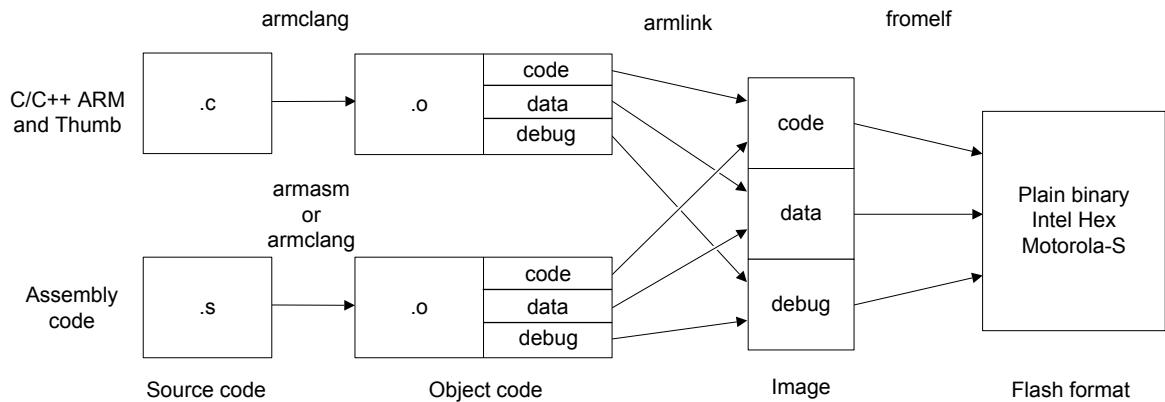 armclang
armlink
fromelf
C/C++ ARM
and Thumb
.c
.o
code
data
debug
armasm
or
armclang
Assembly
code
.s
.o
code
data
debug
code
data
debug
Plain binary
Intel Hex
Motorola-S
Source code
Object code
Image
Flash format